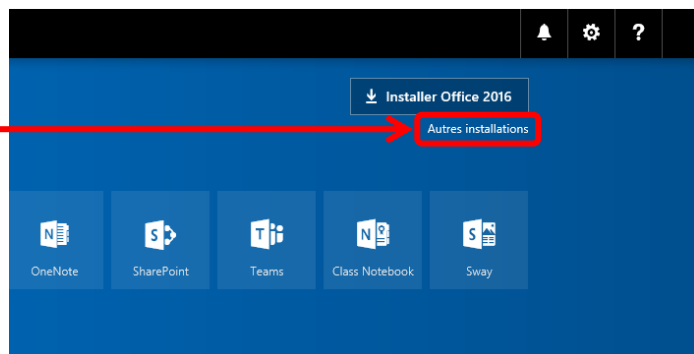 Installer Office 2016
Autres installations
OneNote
SharePoint
Teams
Class Notebook
Sway